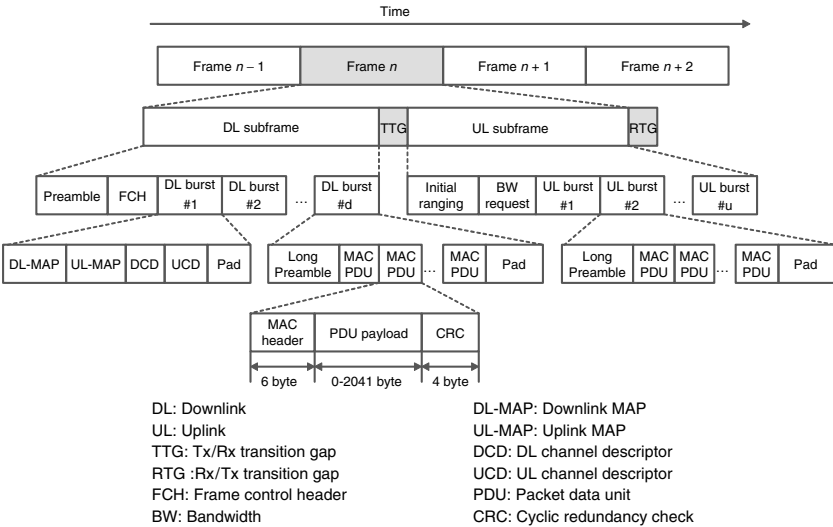 Time
Frame n − 1
Frame n
Frame n + 1
Frame n + 2
DL subframe
TTG
UL subframe
RTG
Preamble
FCH
DL burst
#1
DL burst
#2
...
DL burst
#d
Initial
ranging
BW
request
UL burst
#1
UL burst
#2
...
UL burst
#u
DL-MAP
UL-MAP
DCD
UCD
Pad
Long
Preamble
MAC
PDU
MAC
PDU
...
MAC
PDU
Pad
Long
Preamble
MAC
PDU
MAC
PDU
...
MAC
PDU
Pad
MAC
header
PDU payload
CRC
6 byte
0-2041 byte
4 byte
DL: Downlink
UL: Uplink
TTG: Tx/Rx transition gap
RTG :Rx/Tx transition gap
FCH: Frame control header
BW: Bandwidth
DL-MAP: Downlink MAP
UL-MAP: Uplink MAP
DCD: DL channel descriptor
UCD: UL channel descriptor
PDU: Packet data unit
CRC: Cyclic redundancy check